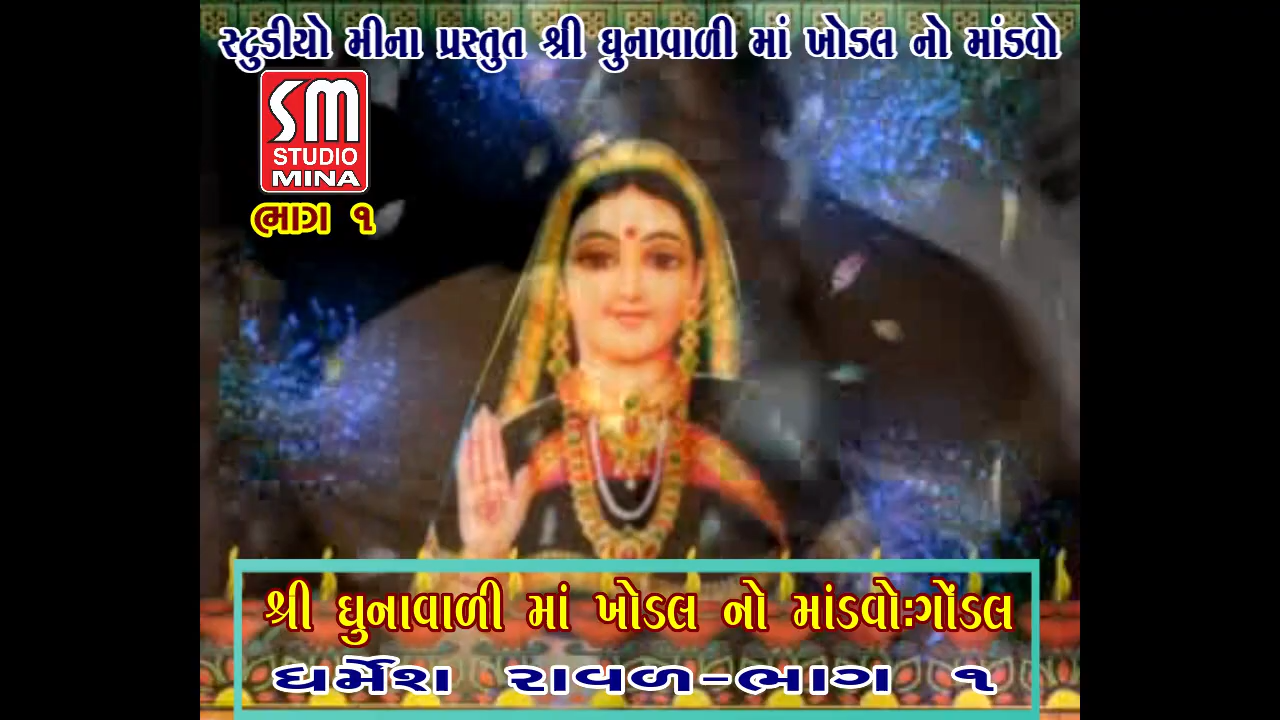 સ્ટુડીયો મીના પ્રસ્તુત શ્રી ઘુનાવાળી માં ખોડલ નો માંડવો
SM
STUDIO
MINA
ભાગ ૧
શ્રી ઘુનાવાળી માં ખોડલ નો માંડવો:ગોંડલ
ધર્મેશ રાવળ-ભાગ ૧